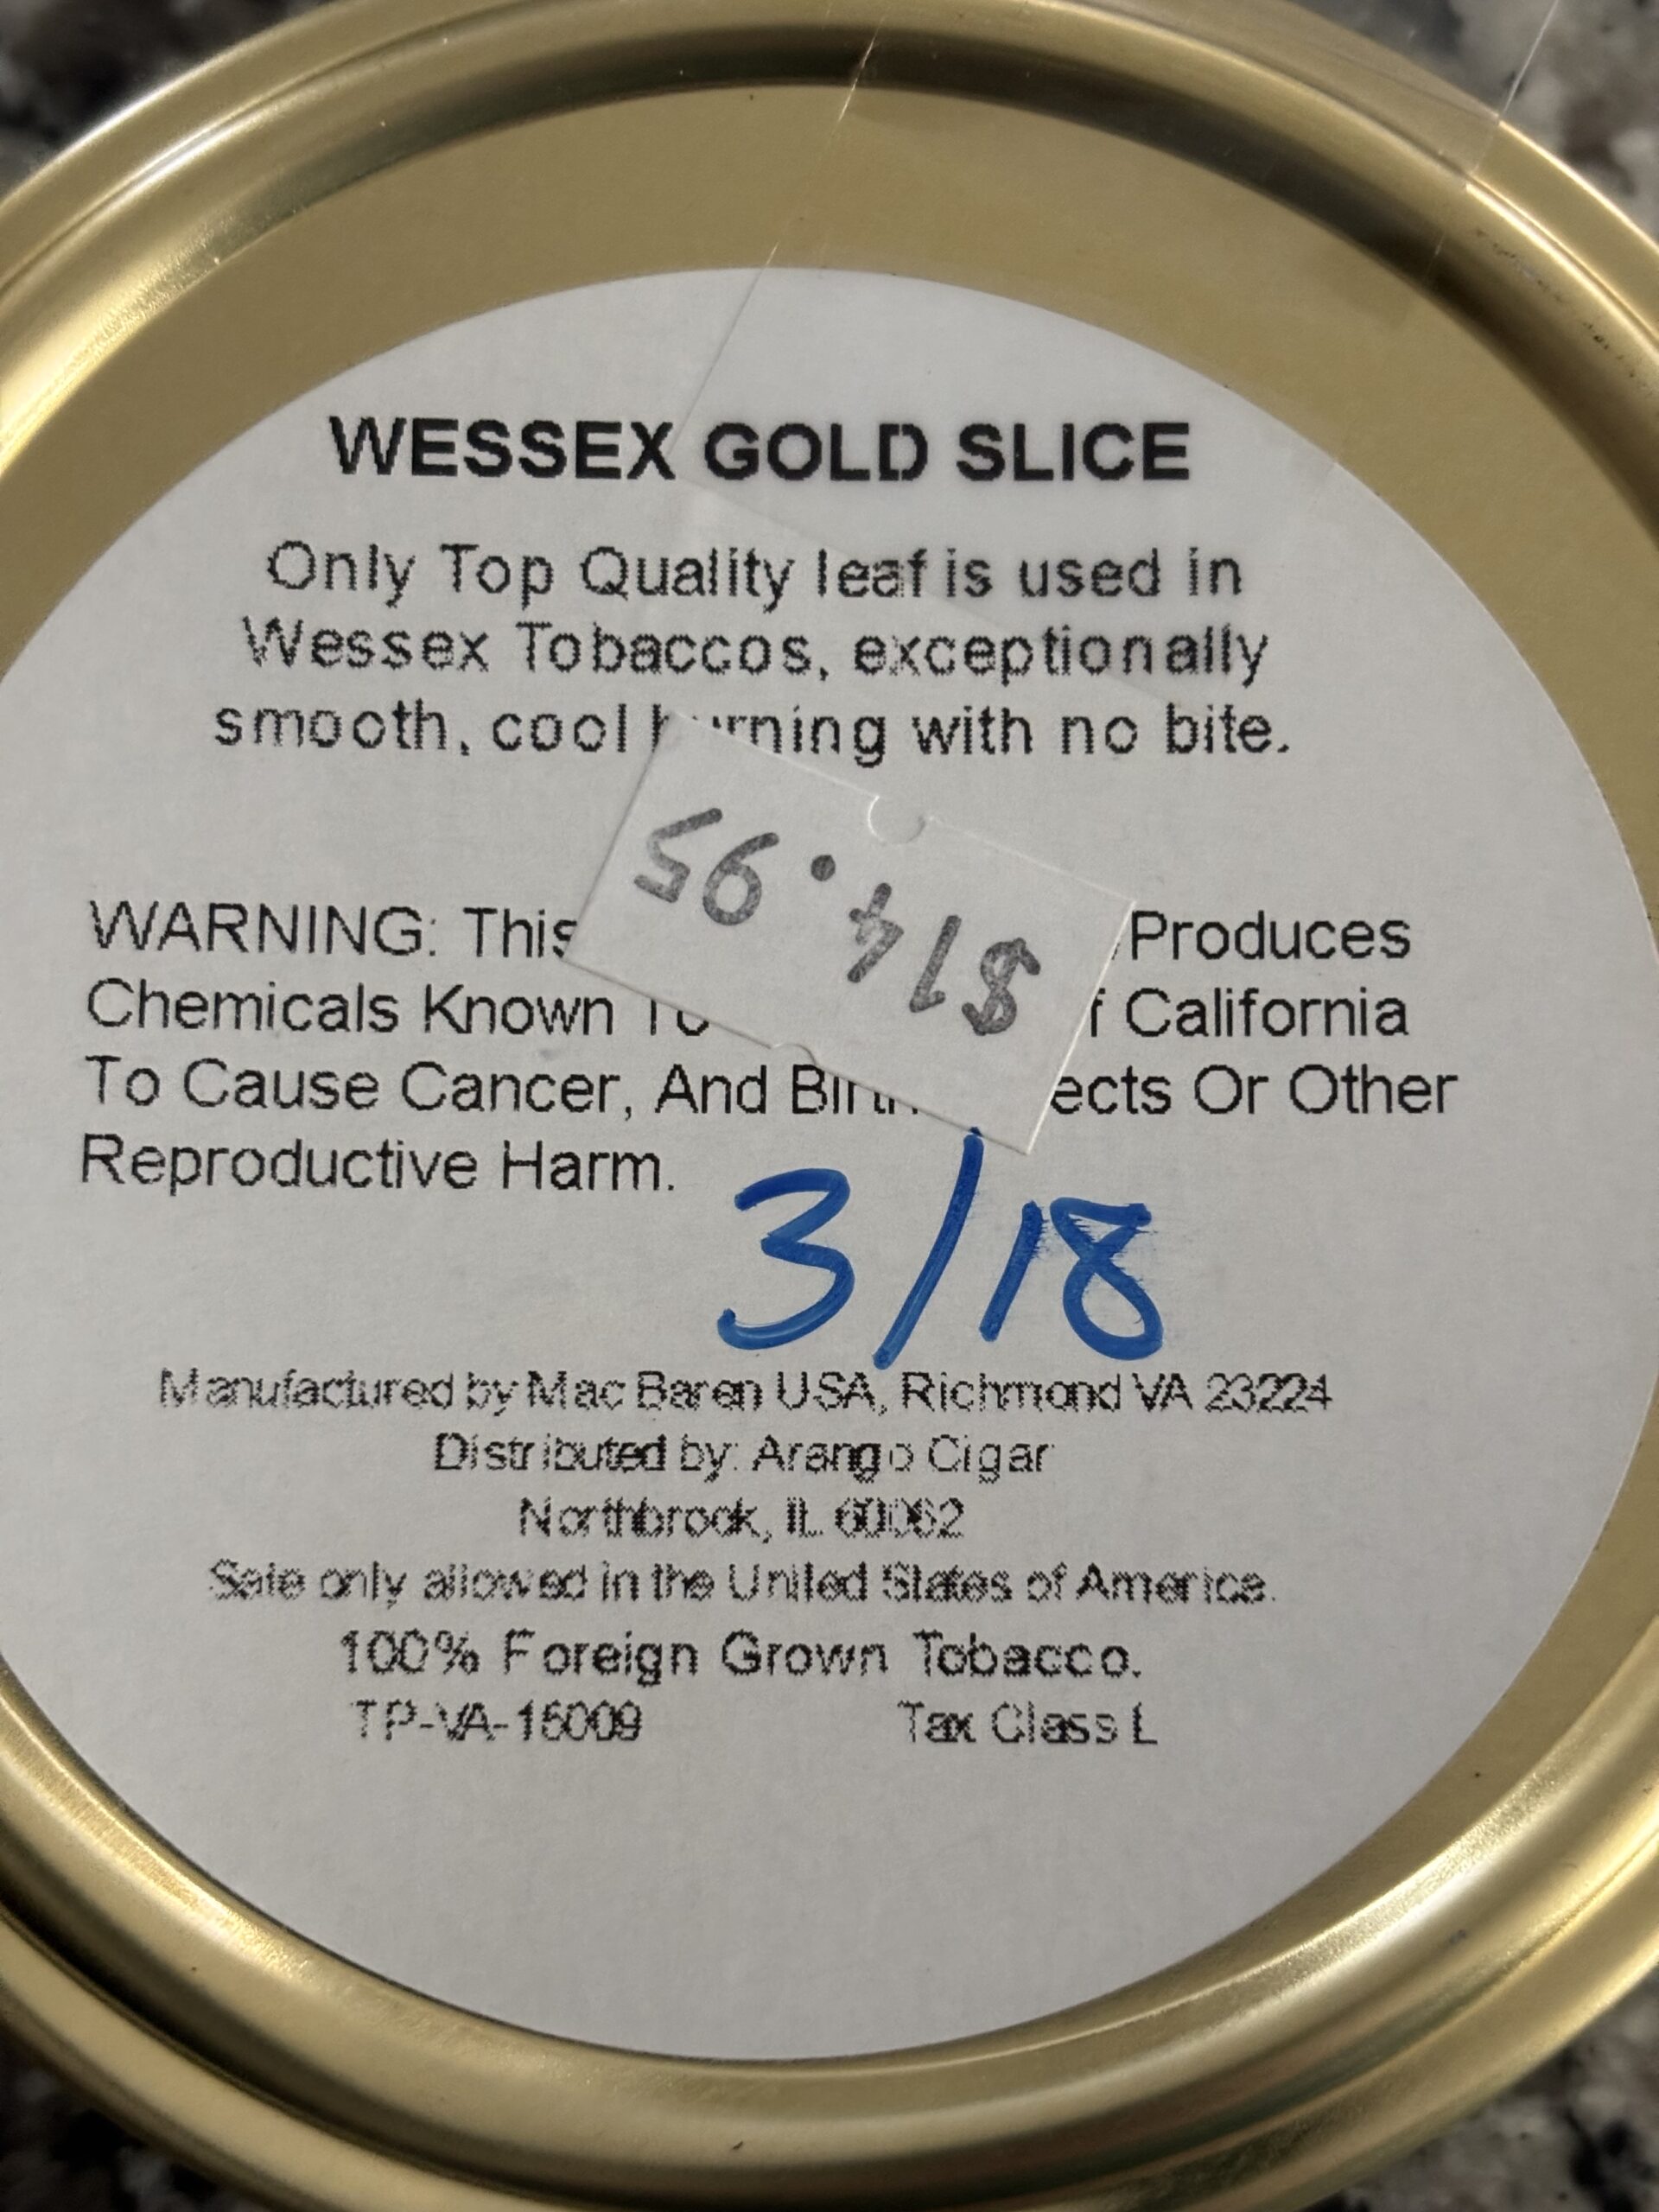 WESSEX GOLD SLICE
Only Top Quality leaf is used in
Wessex Tobaccos, exceptionally
smooth, cool burning with no bite.
$14.95
WARNING: This Produces
Chemicals Known To California
To Cause Cancer, And Birth Or Other
Reproductive Harm.
3/18
Manufactured by Mac Baren USA, Richmond VA 23224
Distributed by: Arango Cigar
Northbrook, IL 60062
Sale only allowed in the United States of America.
100% Foreign Grown Tobacco.
TP-VA-15009 Tax Class L